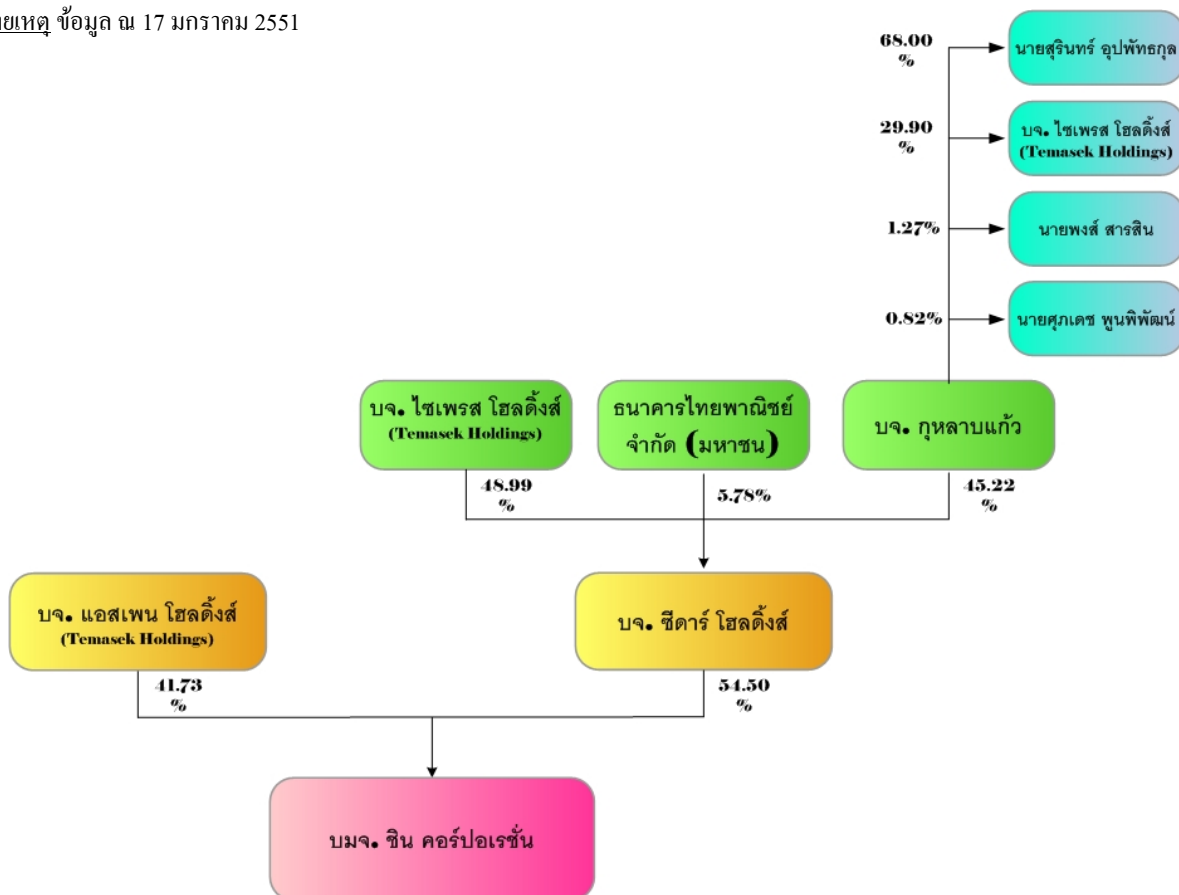 ยเหตุ ข้อมูล ณ 17 มกราคม 2551
68.00
%
นายสุรินทร์ อุปพัทธกุล
29.90
%
บจ. ไซเพรส โฮลดิ้งส์
(Temasek Holdings)
1.27%
นายพงส์ สารสิน
0.82%
นายศุภเดช พูนพิพัฒน์
บจ. ไซเพรส โฮลดิ้งส์
(Temasek Holdings)
ธนาคารไทยพาณิชย์
จำกัด (มหาชน)
บจ. กุหลาบแก้ว
48.99
%
5.78%
45.22
%
บจ. แอสเพน โฮลดิ้งส์
(Temasek Holdings)
บจ. ซีดาร์ โฮลดิ้งส์
41.73
%
54.50
%
บมจ. ชิน คอร์ปอเรชั่น